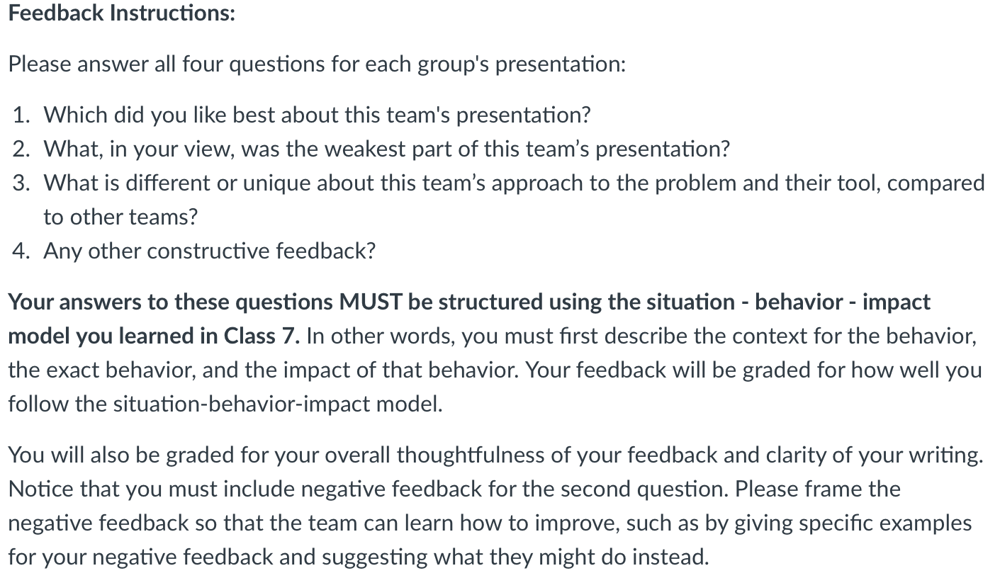 Feedback Instructions:
Please answer all four questions for each group's presentation:
1. Which did you like best about this team's presentation?
2. What, in your view, was the weakest part of this team’s presentation?
3. What is different or unique about this team’s approach to the problem and their tool, compared
to other teams?
4. Any other constructive feedback?
Your answers to these questions MUST be structured using the situation - behavior - impact
model you learned in Class 7. In other words, you must first describe the context for the behavior,
the exact behavior, and the impact of that behavior. Your feedback will be graded for how well you
follow the situation-behavior-impact model.
You will also be graded for your overall thoughtfulness of your feedback and clarity of your writing.
Notice that you must include negative feedback for the second question. Please frame the
negative feedback so that the team can learn how to improve, such as by giving specific examples
for your negative feedback and suggesting what they might do instead.